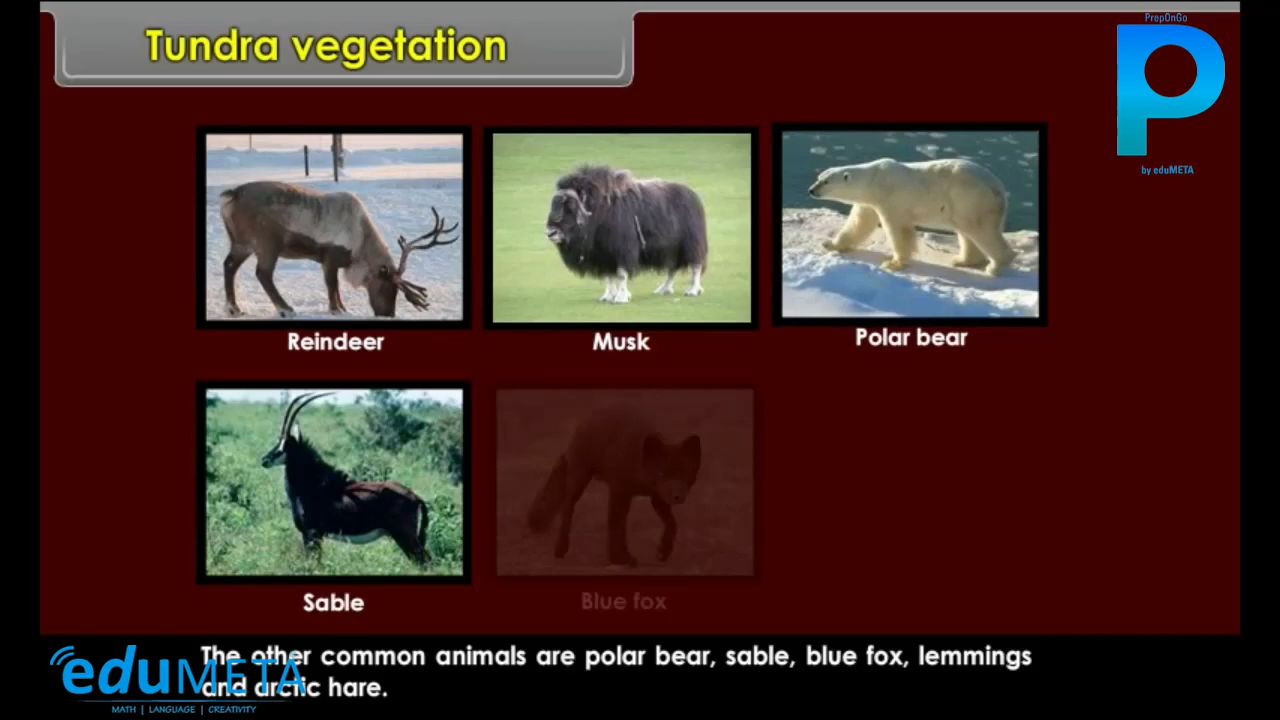 PrepOnGo
Tundra vegetation
P
by eduMETA
Reindeer
Musk
Polar bear
Sable
Blue fox
The other common animals are polar bear, sable, blue fox, lemmings
and arctic hare.
eduMETA
MATH | LANGUAGE | CREATIVITY